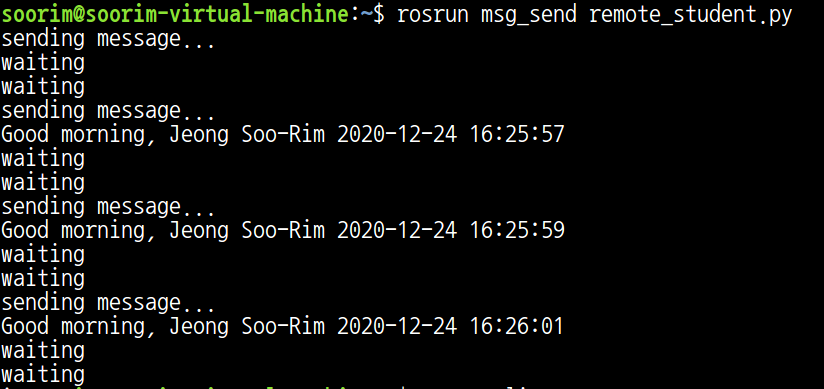 soorim@soorim-virtual-machine:~$ rosrun msg_send remote_student.py
sending message...
waiting
waiting
sending message...
Good morning, Jeong Soo-Rim 2020-12-24 16:25:57
waiting
waiting
sending message...
Good morning, Jeong Soo-Rim 2020-12-24 16:25:59
waiting
waiting
sending message...
Good morning, Jeong Soo-Rim 2020-12-24 16:26:01
waiting
waiting